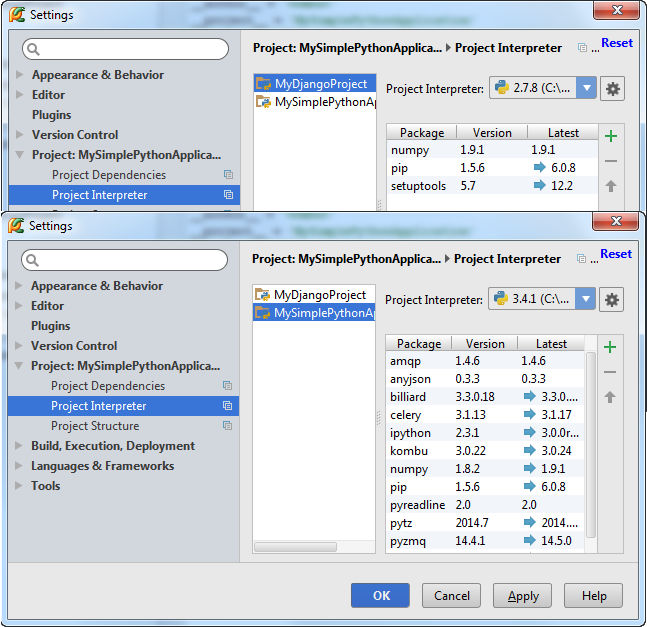 Settings
Project: MySimplePythonApplica... Project Interpreter ... Reset
Appearance & Behavior
Editor
Plugins
Version Control
Project: MySimplePythonApplica...
Project Dependencies
Project Interpreter
MyDjangoProject
MySimplePythonAp
Project Interpreter: 2.7.8 (C:\...
Package Version Latest
numpy 1.9.1 1.9.1
pip 1.5.6 6.0.8
setuptools 5.7 12.2
Settings
Project: MySimplePythonApplica... Project Interpreter ... Reset
Appearance & Behavior
Editor
Plugins
Version Control
Project: MySimplePythonApplica...
Project Dependencies
Project Interpreter
Project Structure
Build, Execution, Deployment
Languages & Frameworks
Tools
MyDjangoProject
MySimplePythonAp
Project Interpreter: 3.4.1 (C:\...
Package Version Latest
amqp 1.4.6 1.4.6
anyjson 0.3.3 0.3.3
billiard 3.3.0.18 3.3.0....
celery 3.1.13 3.1.17
ipython 2.3.1 3.0.0r...
kombu 3.0.22 3.0.24
numpy 1.8.2 1.9.1
pip 1.5.6 6.0.8
pyreadline 2.0 2.0
pytz 2014.7 2014....
pyzmq 14.4.1 14.5.0
OK Cancel Apply Help